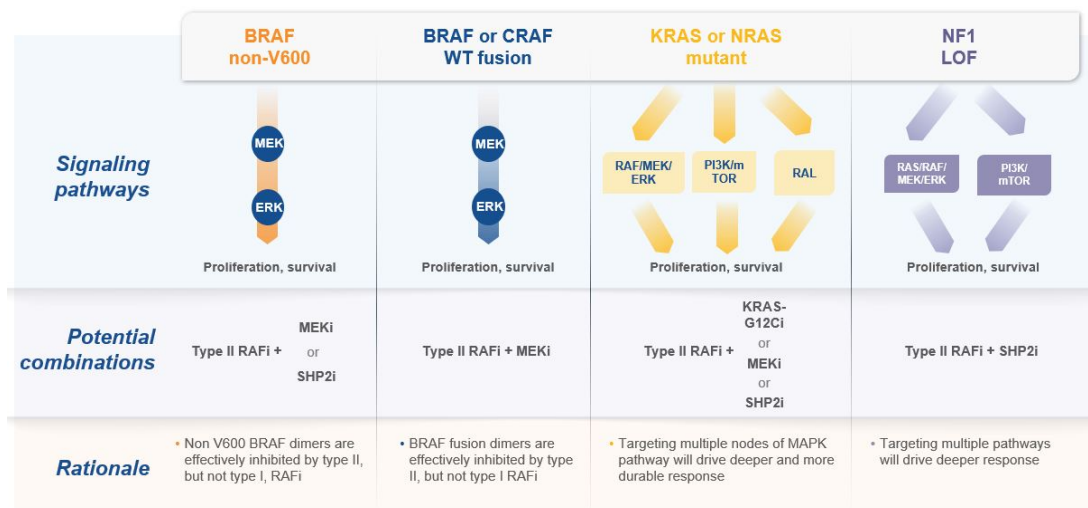 BRAF
non-V600
BRAF or CRAF
WT fusion
KRAS or NRAS
mutant
NF1
LOF
Signaling
pathways
MEK
ERK
Proliferation, survival
MEK
ERK
Proliferation, survival
RAF/MEK/
ERK
PI3K/m
TOR
RAL
Proliferation, survival
RAS/RAF/
MEK/ERK
PI3K/
mTOR
Proliferation, survival
Potential
combinations
Type II RAFi +
MEKi
or
SHP2i
Type II RAFi + MEKi
Type II RAFi +
KRAS-
G12Ci
or
MEKi
or
SHP2i
Type II RAFi + SHP2i
Rationale
• Non V600 BRAF dimers are
effectively inhibited by type II,
but not type I, RAFi
• BRAF fusion dimers are
effectively inhibited by type
II, but not type I RAFi
• Targeting multiple nodes of MAPK
pathway will drive deeper and more
durable response
• Targeting multiple pathways
will drive deeper response